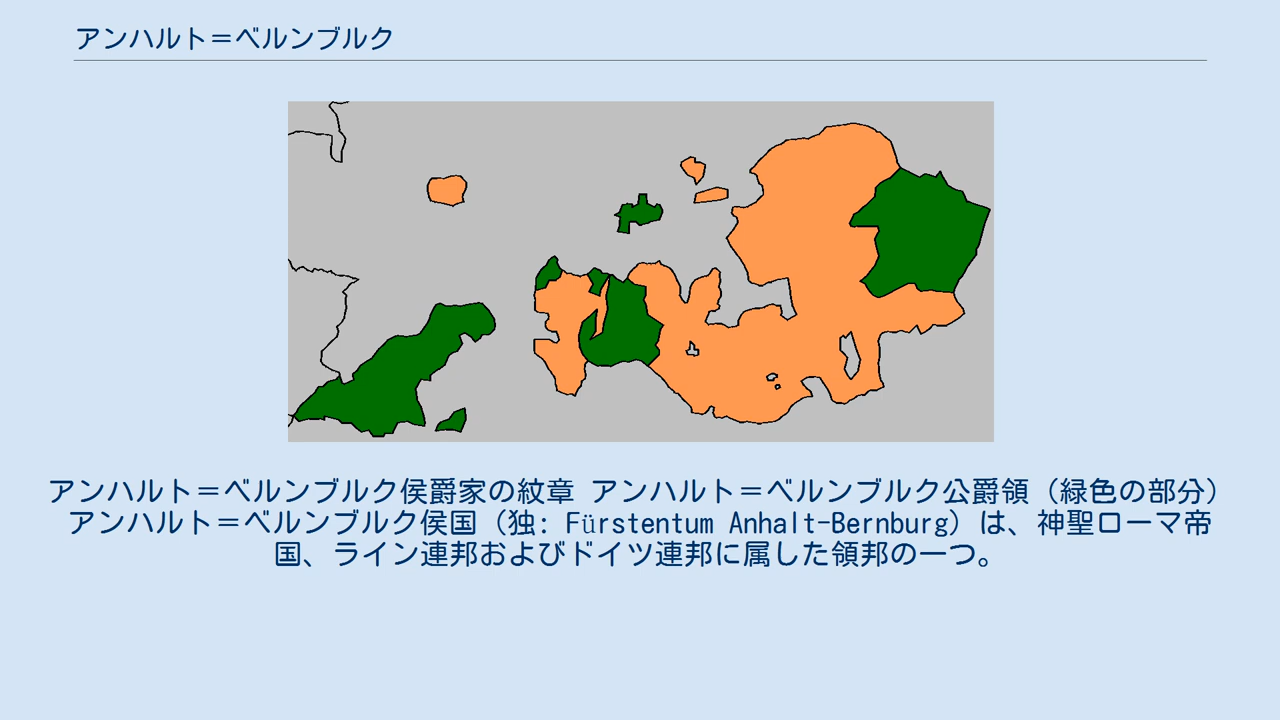 アンハルト＝ベルンブルク
アンハルト＝ベルンブルク侯爵家の紋章 アンハルト＝ベルンブルク公爵領（緑色の部分）
アンハルト＝ベルンブルク侯国（独: Fürstentum Anhalt-Bernburg）は、神聖ローマ帝
国、ライン連邦およびドイツ連邦に属した領邦の一つ。